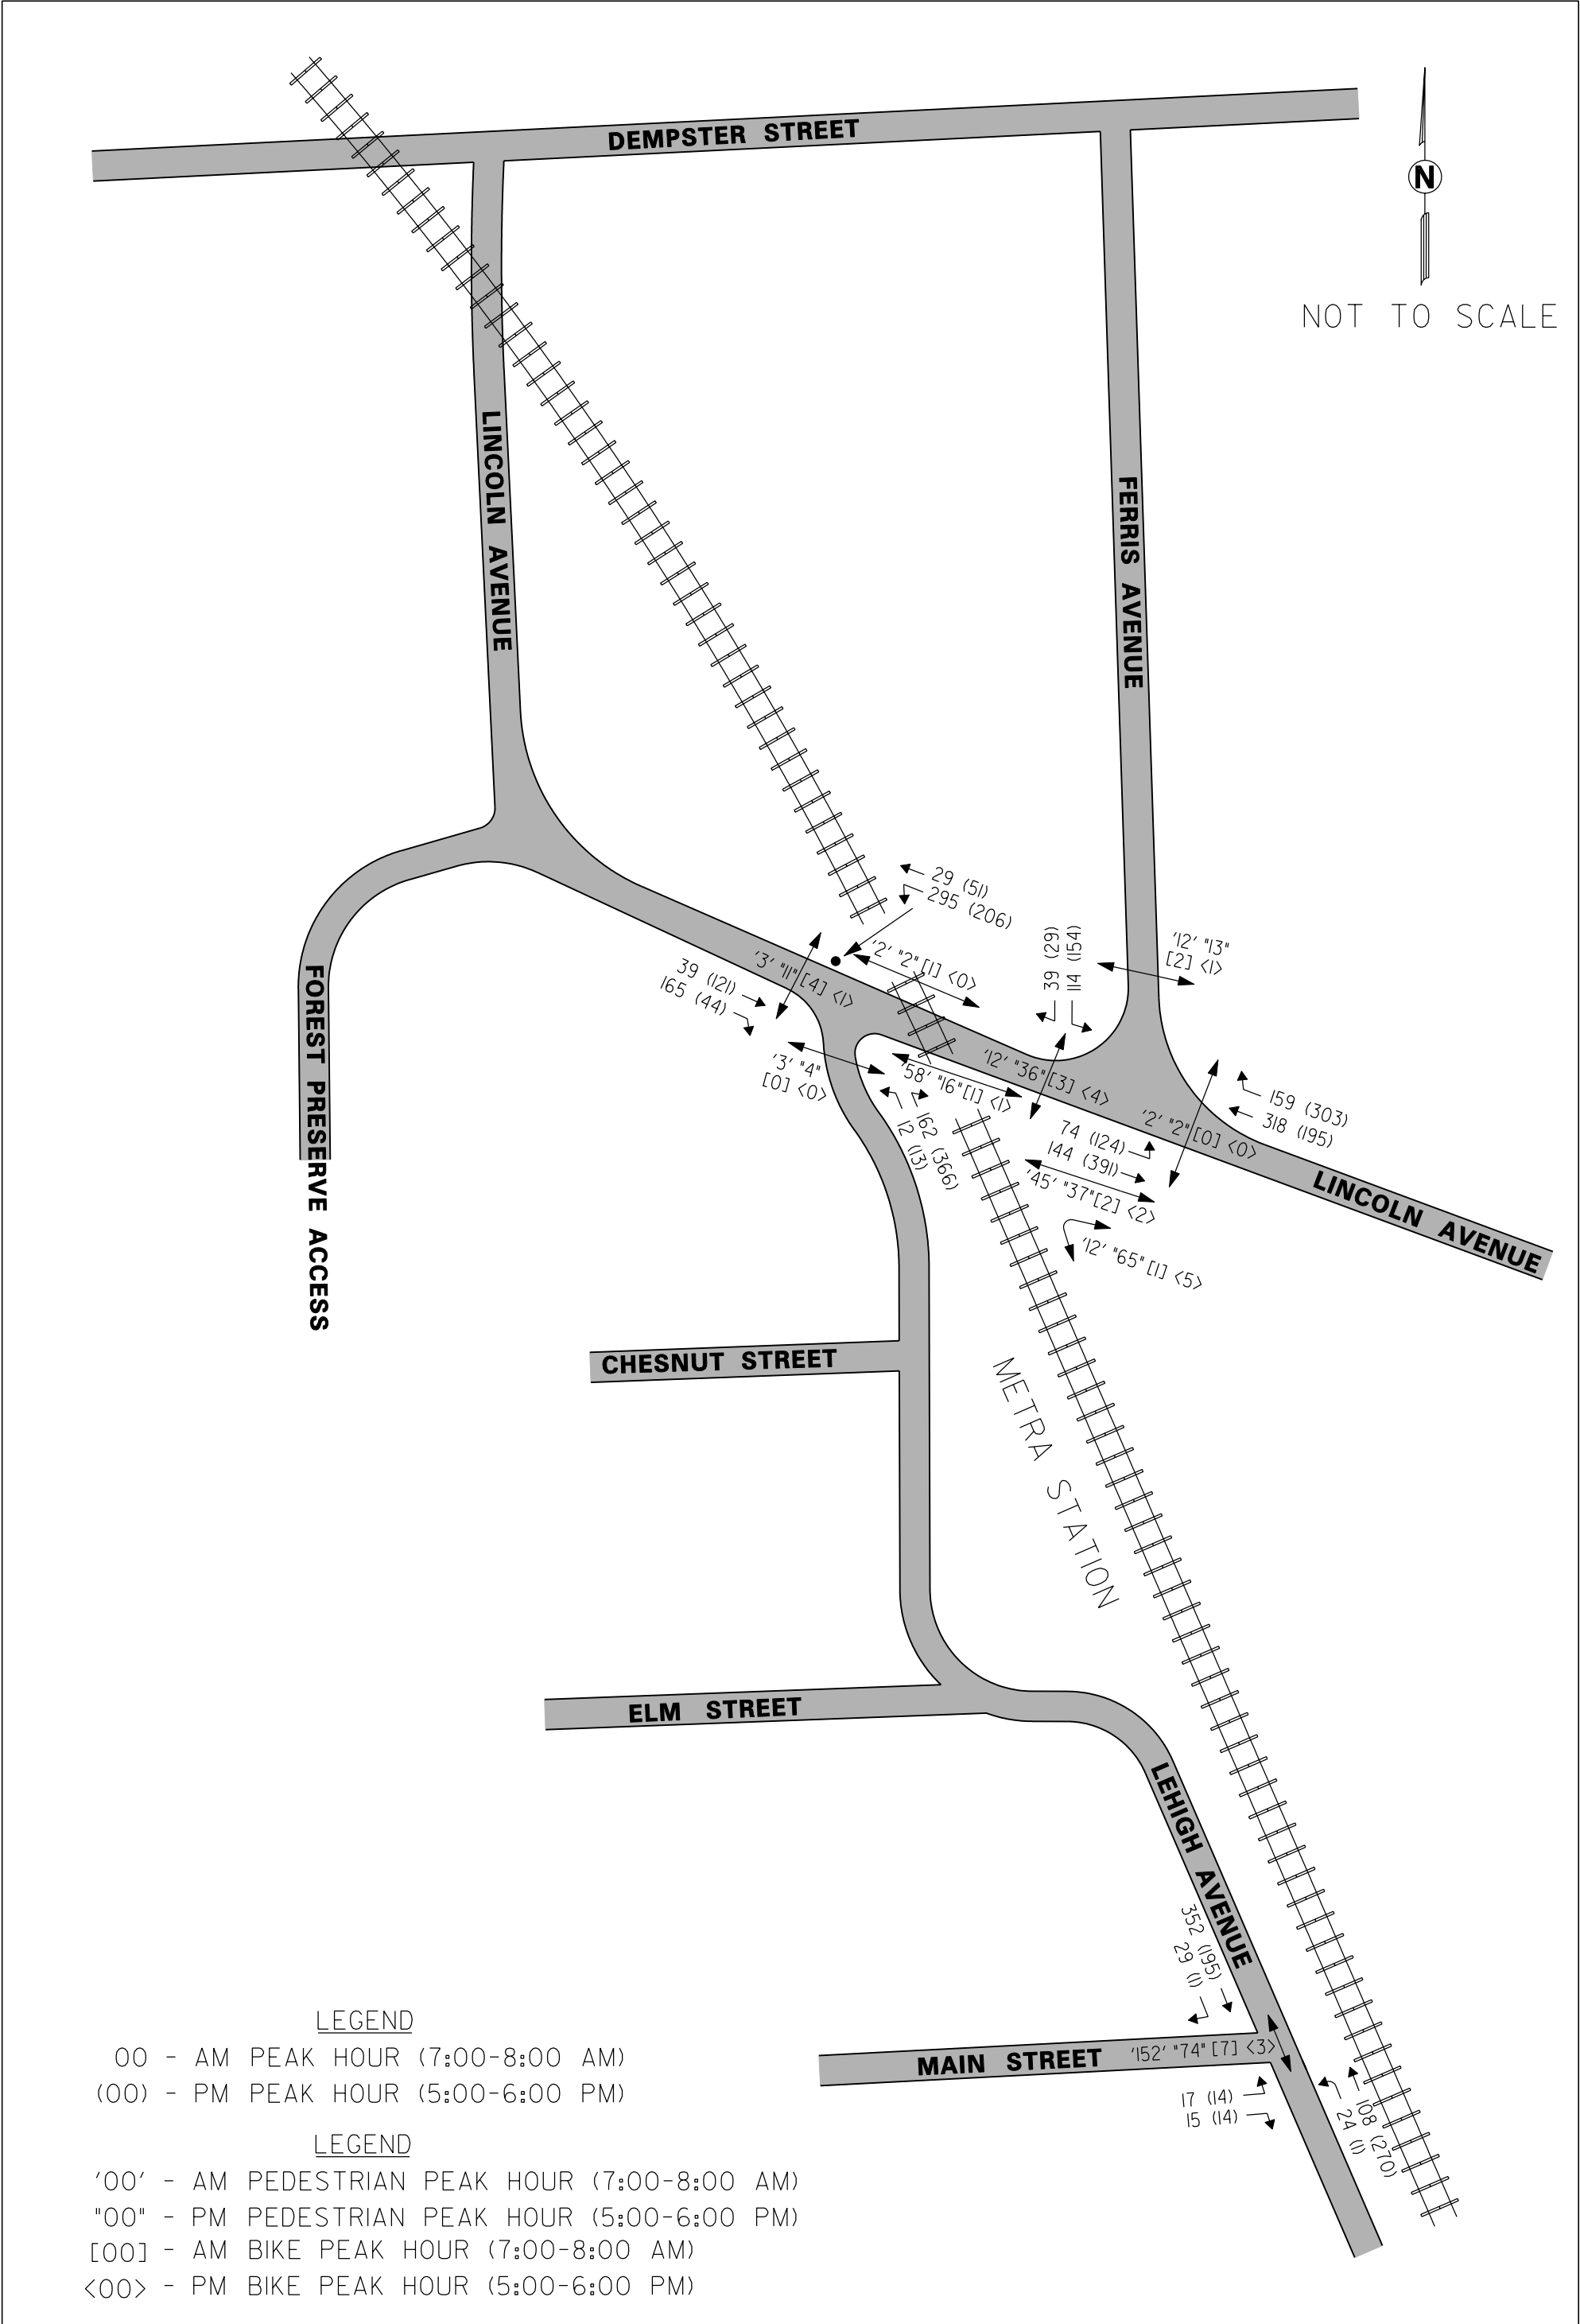 DEMPSTER STREET
N
NOT TO SCALE
LINCOLN AVENUE
FERRIS AVENUE
29 (51)
295 (206)
'2' "2" [1] <0>
'3' "11" [4] <1>
39 (121)
165 (44)
39 (29)
114 (154)
'12' "13"
[2] <1>
'3' "4"
[0] <0>
'58' "16" [1] <1>
'12' "36" [3] <4>
159 (303)
318 (195)
'2' "2" [0] <0>
162 (366)
12 (13)
74 (124)
144 (391)
'45' "37" [2] <2>
'12' "65" [1] <5>
LINCOLN AVENUE
FOREST PRESERVE ACCESS
CHESNUT STREET
METRA STATION
ELM STREET
LEHIGH AVENUE
352 (195)
29 (1)
MAIN STREET
'152' "74" [7] <3>
17 (14)
15 (14)
108 (270)
24 (1)
LEGEND
00 - AM PEAK HOUR (7:00-8:00 AM)
(00) - PM PEAK HOUR (5:00-6:00 PM)
LEGEND
'00' - AM PEDESTRIAN PEAK HOUR (7:00-8:00 AM)
"00" - PM PEDESTRIAN PEAK HOUR (5:00-6:00 PM)
[00] - AM BIKE PEAK HOUR (7:00-8:00 AM)
<00> - PM BIKE PEAK HOUR (5:00-6:00 PM)